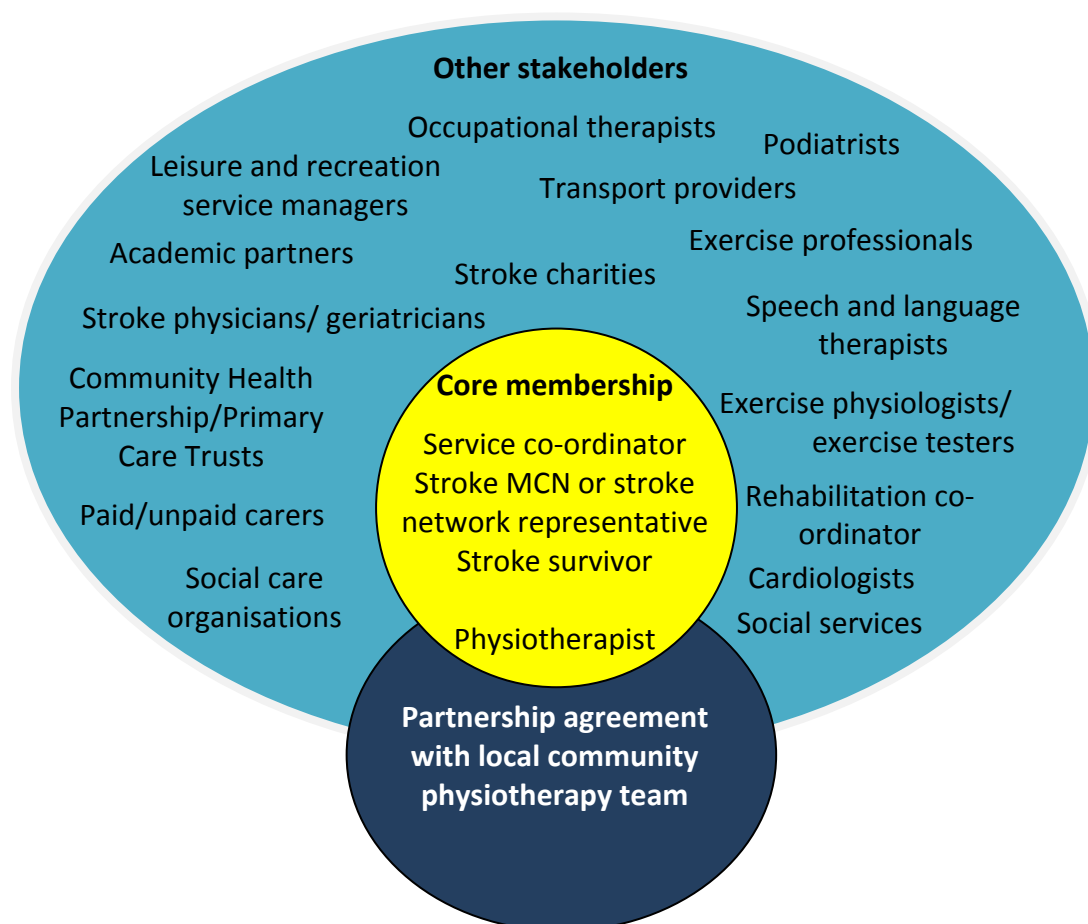 Other stakeholders
Occupational therapists
Podiatrists
Leisure and recreation
service managers
Transport providers
Academic partners
Exercise professionals
Stroke charities
Stroke physicians/ geriatricians
Speech and language
therapists
Community Health
Partnership/Primary
Care Trusts
Exercise physiologists/
exercise testers
Paid/unpaid carers
Rehabilitation co-
ordinator
Social care
organisations
Cardiologists
Social services
Core membership
Service co-ordinator
Stroke MCN or stroke
network representative
Stroke survivor
Physiotherapist
Partnership agreement
with local community
physiotherapy team